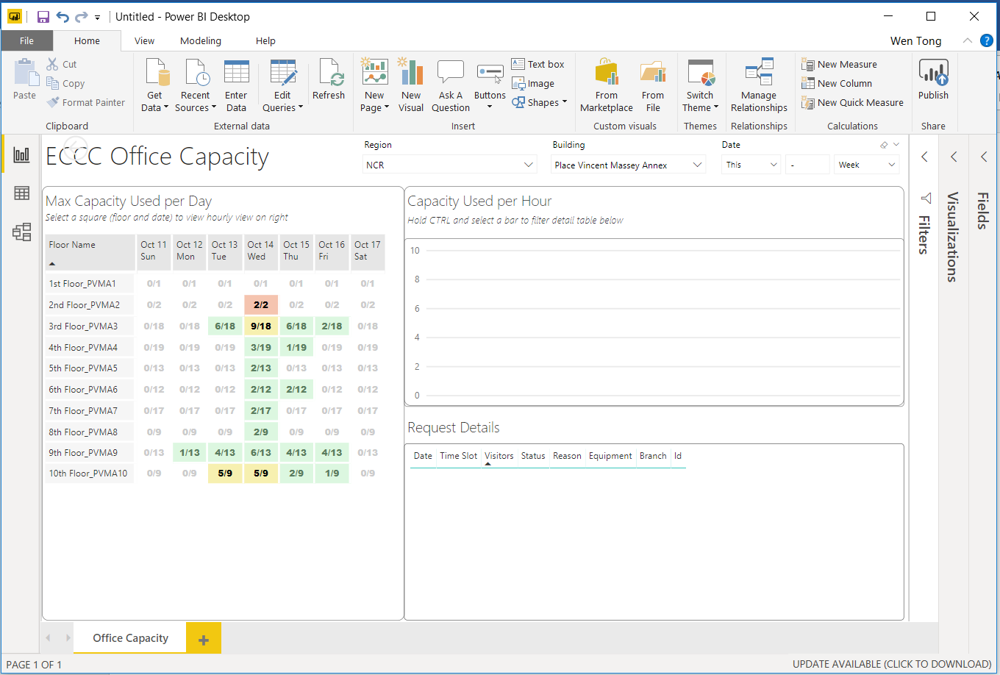 Untitled - Power BI Desktop
File Home View Modeling Help Wen Tong ?
Paste
Cut
Copy
Format Painter
Clipboard
Get Data
Recent Sources
Enter Data
Edit Queries
Refresh
External data
New Page
New Visual
Ask A Question
Buttons
Text box
Image
Shapes
Insert
From Marketplace
From File
Custom visuals
Switch Theme
Themes
Manage Relationships
Relationships
New Measure
New Column
New Quick Measure
Calculations
Publish
Share
ECCC Office Capacity
Region
NCR
Building
Place Vincent Massey Annex
Date
This - Week
Filters
Visualizations
Fields
Max Capacity Used per Day
Select a square (floor and date) to view hourly view on right
Floor Name Oct 11 Sun Oct 12 Mon Oct 13 Tue Oct 14 Wed Oct 15 Thu Oct 16 Fri Oct 17 Sat
1st Floor_PVMA1 0/1 0/1 0/1 0/1 0/1 0/1 0/1
2nd Floor_PVMA2 0/2 0/2 0/2 2/2 0/2 0/2 0/2
3rd Floor_PVMA3 0/18 0/18 6/18 9/18 6/18 2/18 0/18
4th Floor_PVMA4 0/19 0/19 0/19 3/19 1/19 0/19 0/19
5th Floor_PVMA5 0/13 0/13 0/13 2/13 0/13 0/13 0/13
6th Floor_PVMA6 0/12 0/12 0/12 2/12 2/12 0/12 0/12
7th Floor_PVMA7 0/17 0/17 0/17 2/17 0/17 0/17 0/17
8th Floor_PVMA8 0/9 0/9 0/9 2/9 0/9 0/9 0/9
9th Floor_PVMA9 0/13 1/13 4/13 6/13 4/13 4/13 0/13
10th Floor_PVMA10 0/9 0/9 5/9 5/9 2/9 1/9 0/9
Capacity Used per Hour
Hold CTRL and select a bar to filter detail table below
10
8
6
4
2
0
Request Details
Date Time Slot Visitors Status Reason Equipment Branch Id
Office Capacity
PAGE 1 OF 1
UPDATE AVAILABLE (CLICK TO DOWNLOAD)